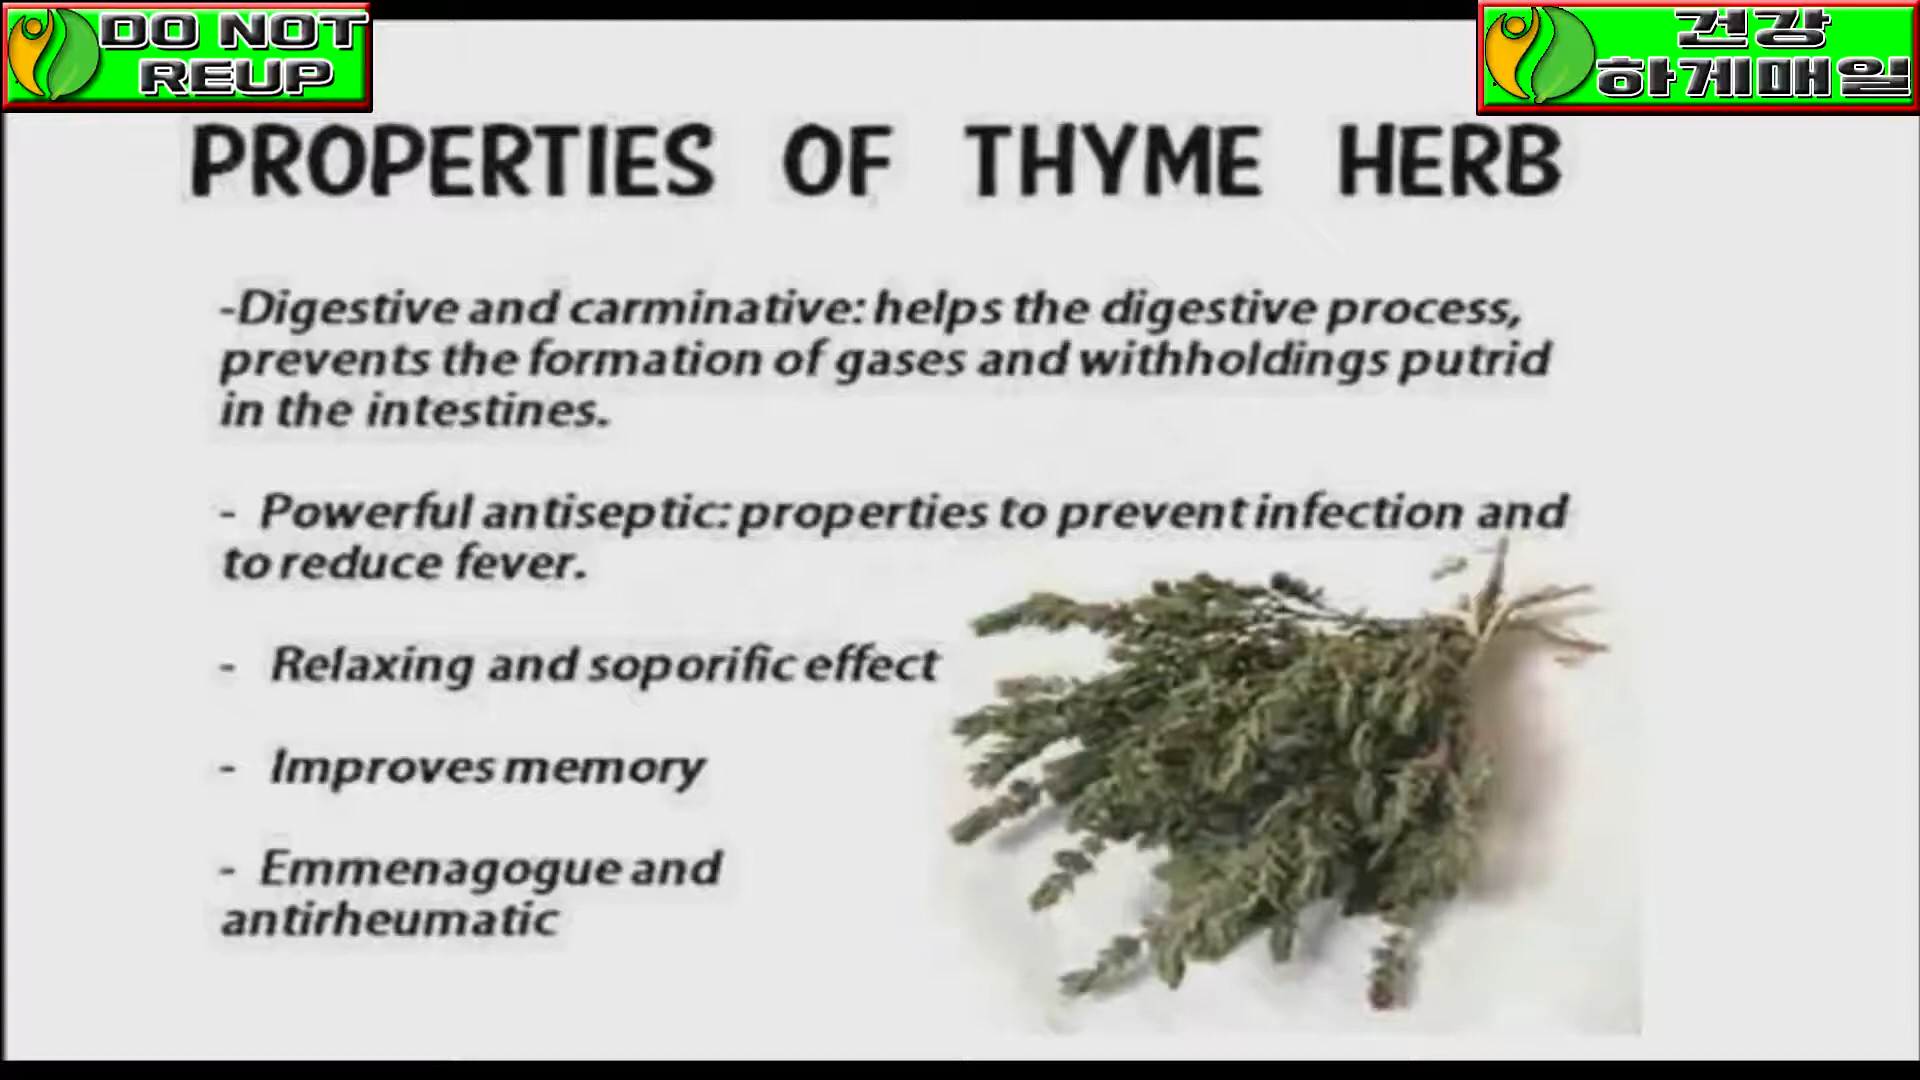 DO NOT
REUP
건강
하게매일
PROPERTIES OF THYME HERB
-Digestive and carminative: helps the digestive process,
prevents the formation of gases and withholdings putrid
in the intestines.
- Powerful antiseptic: properties to prevent infection and
to reduce fever.
- Relaxing and soporific effect
- Improves memory
- Emmenagogue and
antirheumatic